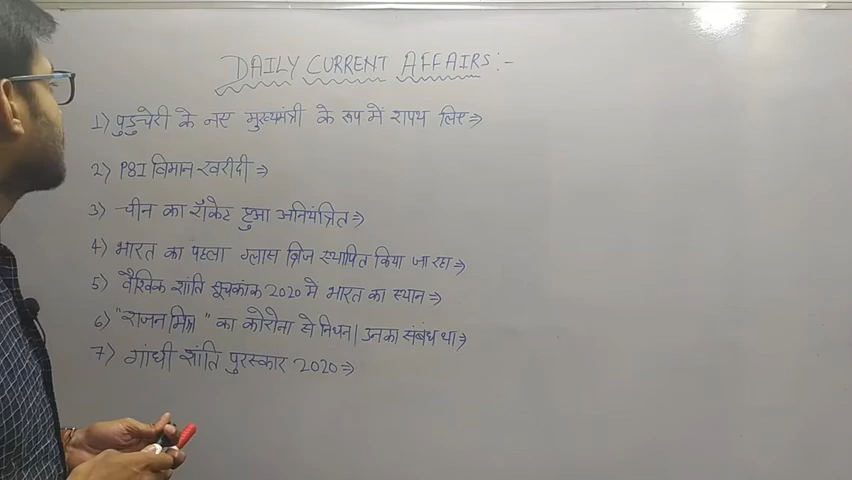 DAILY CURRENT AFFAIRS:-
1) पुडुचेरी के नए मुख्यमंत्री के रूप में शपथ लिए⇒
2) P8I विमान खरीदी ⇒
3) चीन का रॉकेट हुआ अनियंत्रित⇒
4) भारत का पहला ग्लास ब्रिज स्थापित किया जा रहा⇒
5) वैश्विक शांति सूचकांक 2020 में भारत का स्थान⇒
6) "राजन मिश्र" का कोरोना से निधन| उनका संबंध था⇒
7) गांधी शांति पुरस्कार 2020⇒